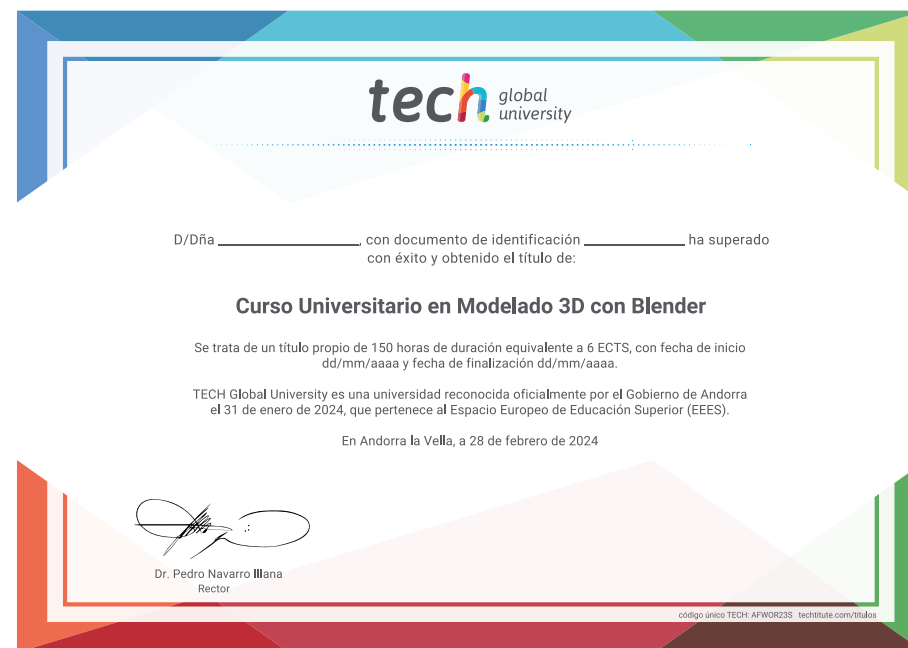 tech global university
D/Dña ____________________, con documento de identificación ______________ ha superado
con éxito y obtenido el título de:
Curso Universitario en Modelado 3D con Blender
Se trata de un título propio de 150 horas de duración equivalente a 6 ECTS, con fecha de inicio
dd/mm/aaaa y fecha de finalización dd/mm/aaaa.
TECH Global University es una universidad reconocida oficialmente por el Gobierno de Andorra
el 31 de enero de 2024, que pertenece al Espacio Europeo de Educación Superior (EEES).
En Andorra la Vella, a 28 de febrero de 2024
Dr. Pedro Navarro Illana
Rector
código único TECH: AFWOR23S techtitute.com/titulos